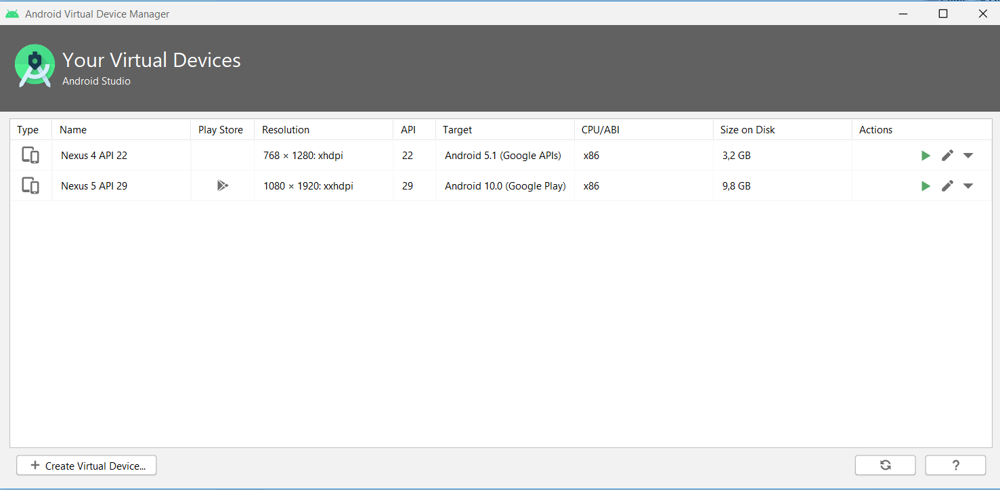 Android Virtual Device Manager
Your Virtual Devices
Android Studio
Type Name Play Store Resolution API Target CPU/ABI Size on Disk Actions
Nexus 4 API 22 768 × 1280: xhdpi 22 Android 5.1 (Google APIs) x86 3,2 GB
Nexus 5 API 29 1080 × 1920: xxhdpi 29 Android 10.0 (Google Play) x86 9,8 GB
+ Create Virtual Device... ?